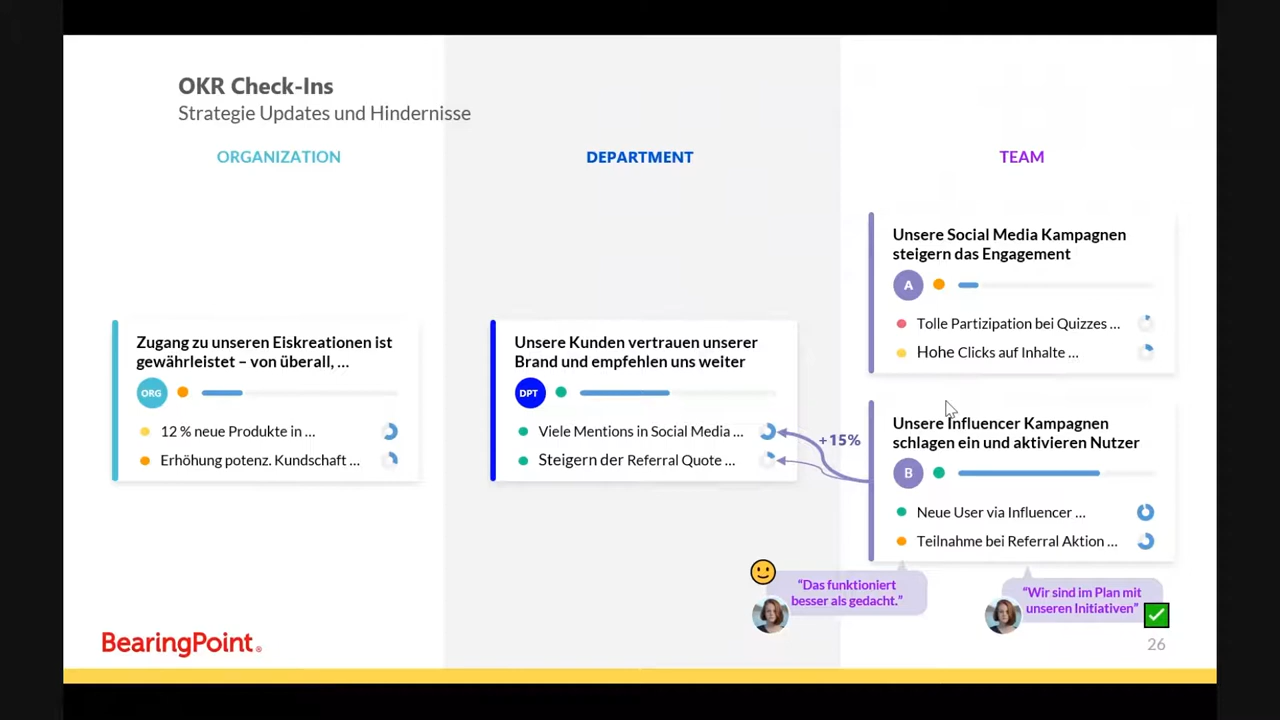 OKR Check-Ins
Strategie Updates und Hindernisse
ORGANIZATION
DEPARTMENT
TEAM
Zugang zu unseren Eiskreationen ist
gewährleistet – von überall, ...
ORG
12 % neue Produkte in ...
Erhöhung potenz. Kundschaft ...
Unsere Kunden vertrauen unserer
Brand und empfehlen uns weiter
DPT
Viele Mentions in Social Media ...
Steigern der Referral Quote ...
+15%
Unsere Social Media Kampagnen
steigern das Engagement
A
Tolle Partizipation bei Quizzes ...
Hohe Clicks auf Inhalte ...
Unsere Influencer Kampagnen
schlagen ein und aktivieren Nutzer
B
Neue User via Influencer ...
Teilnahme bei Referral Aktion ...
“Das funktioniert
besser als gedacht.”
“Wir sind im Plan mit
unseren Initiativen”
BearingPoint®
26